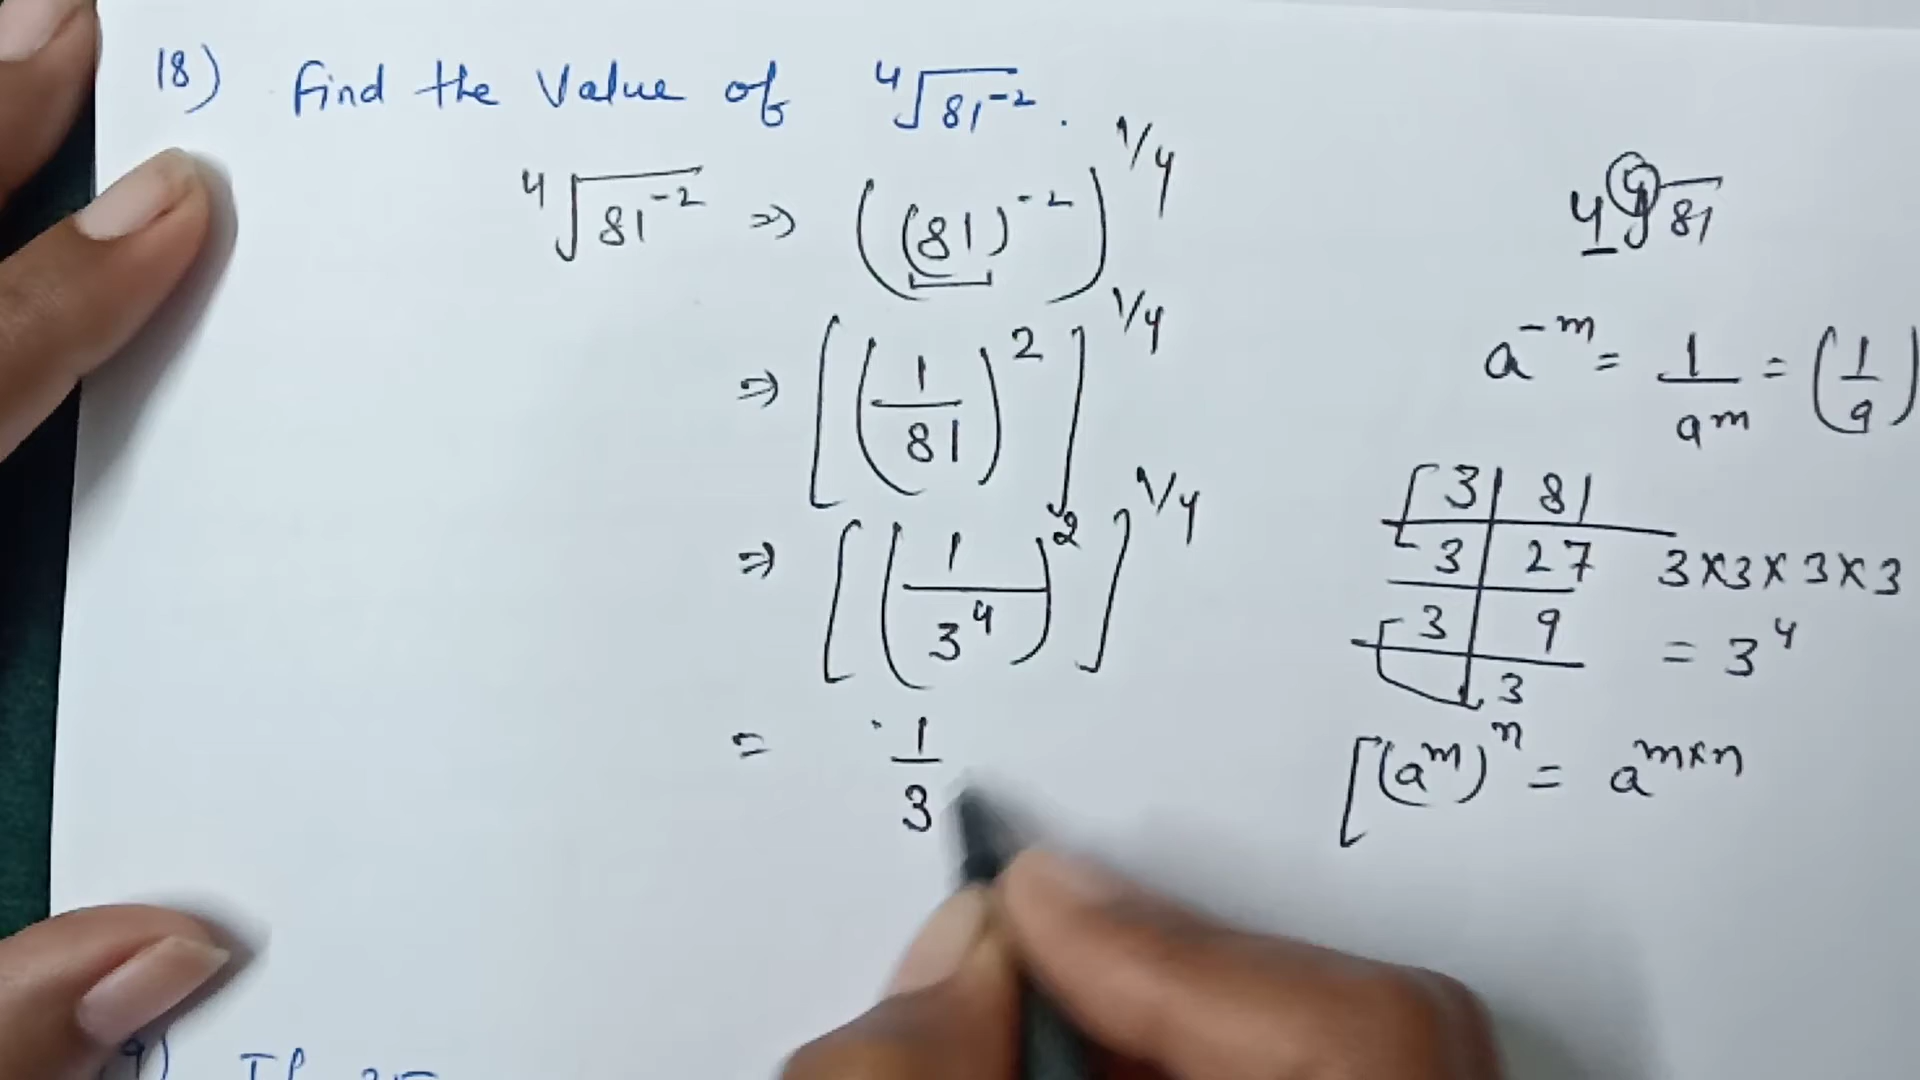 18) Find the Value of ⁴√81⁻² .
⁴√81⁻² ⇒ ((81)⁻²)^1/4
⇒ [(1/81)²]^1/4
⇒ [(1/3⁴)²]^1/4
= 1/3
4 √81
a⁻ᵐ = 1/aᵐ = (1/a)
3 | 81
3 | 27 3×3×3×3
3 | 9 = 3⁴
3
[(aᵐ)ⁿ = aᵐˣⁿ